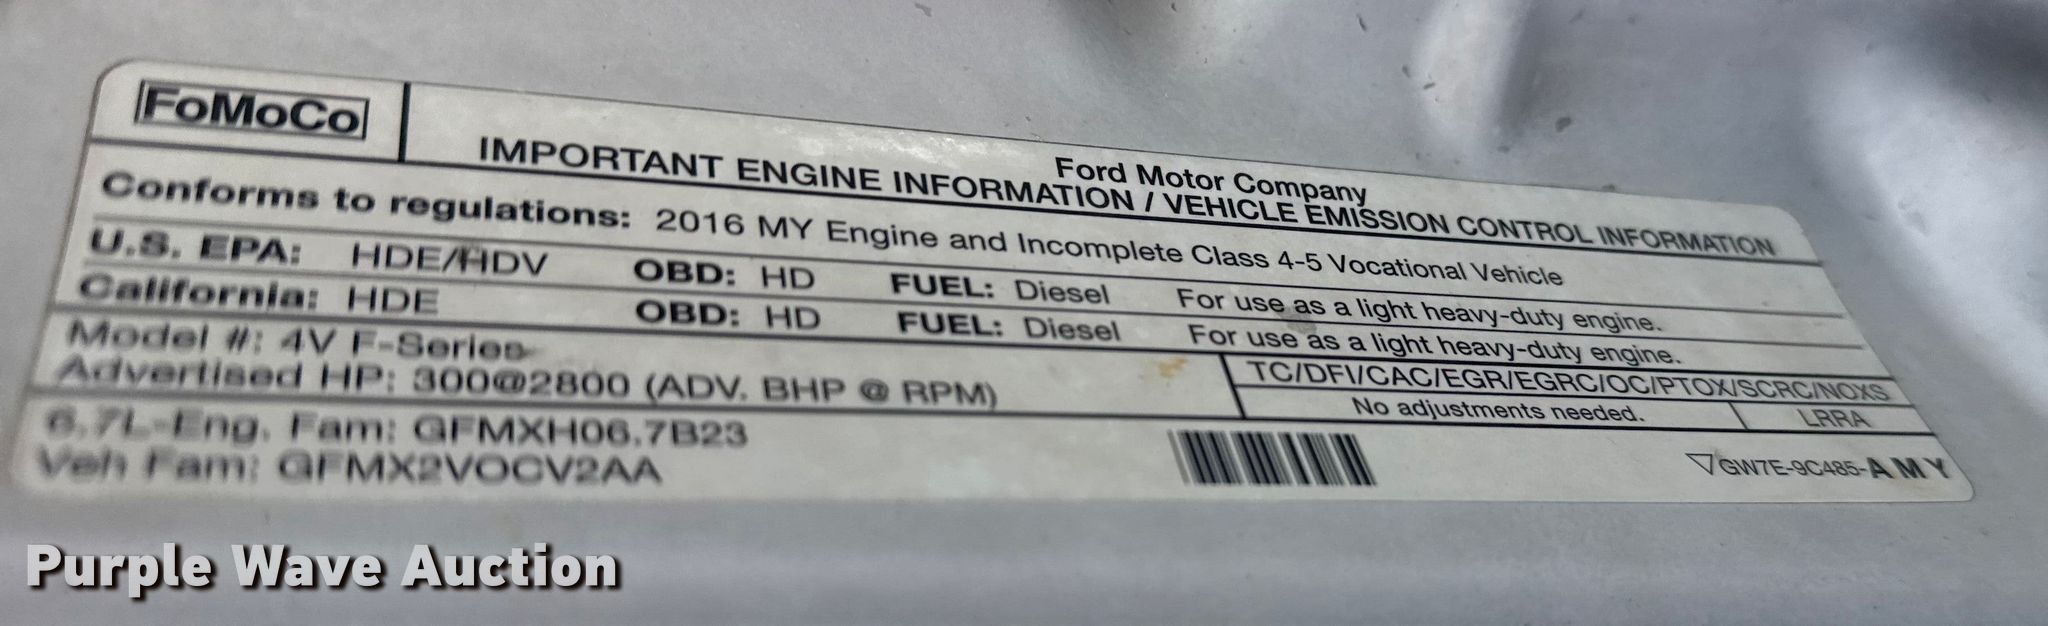 FoMoCo
Ford Motor Company
IMPORTANT ENGINE INFORMATION / VEHICLE EMISSION CONTROL INFORMATION
Conforms to regulations: 2016 MY Engine and Incomplete Class 4-5 Vocational Vehicle
U.S. EPA: HDE/HDV OBD: HD FUEL: Diesel For use as a light heavy-duty engine.
California: HDE OBD: HD FUEL: Diesel For use as a light heavy-duty engine.
Model #: 4V F-Series
Advertised HP: 300@2800 (ADV. BHP @ RPM)
TC/DFI/CAC/EGR/EGRC/OC/PTOX/SCRC/NOXS
No adjustments needed. LRRA
6.7L-Eng. Fam: GFMXH06.7B23
Veh Fam: GFMX2VOCV2AA
GW7E-9C485-AMY
Purple Wave Auction